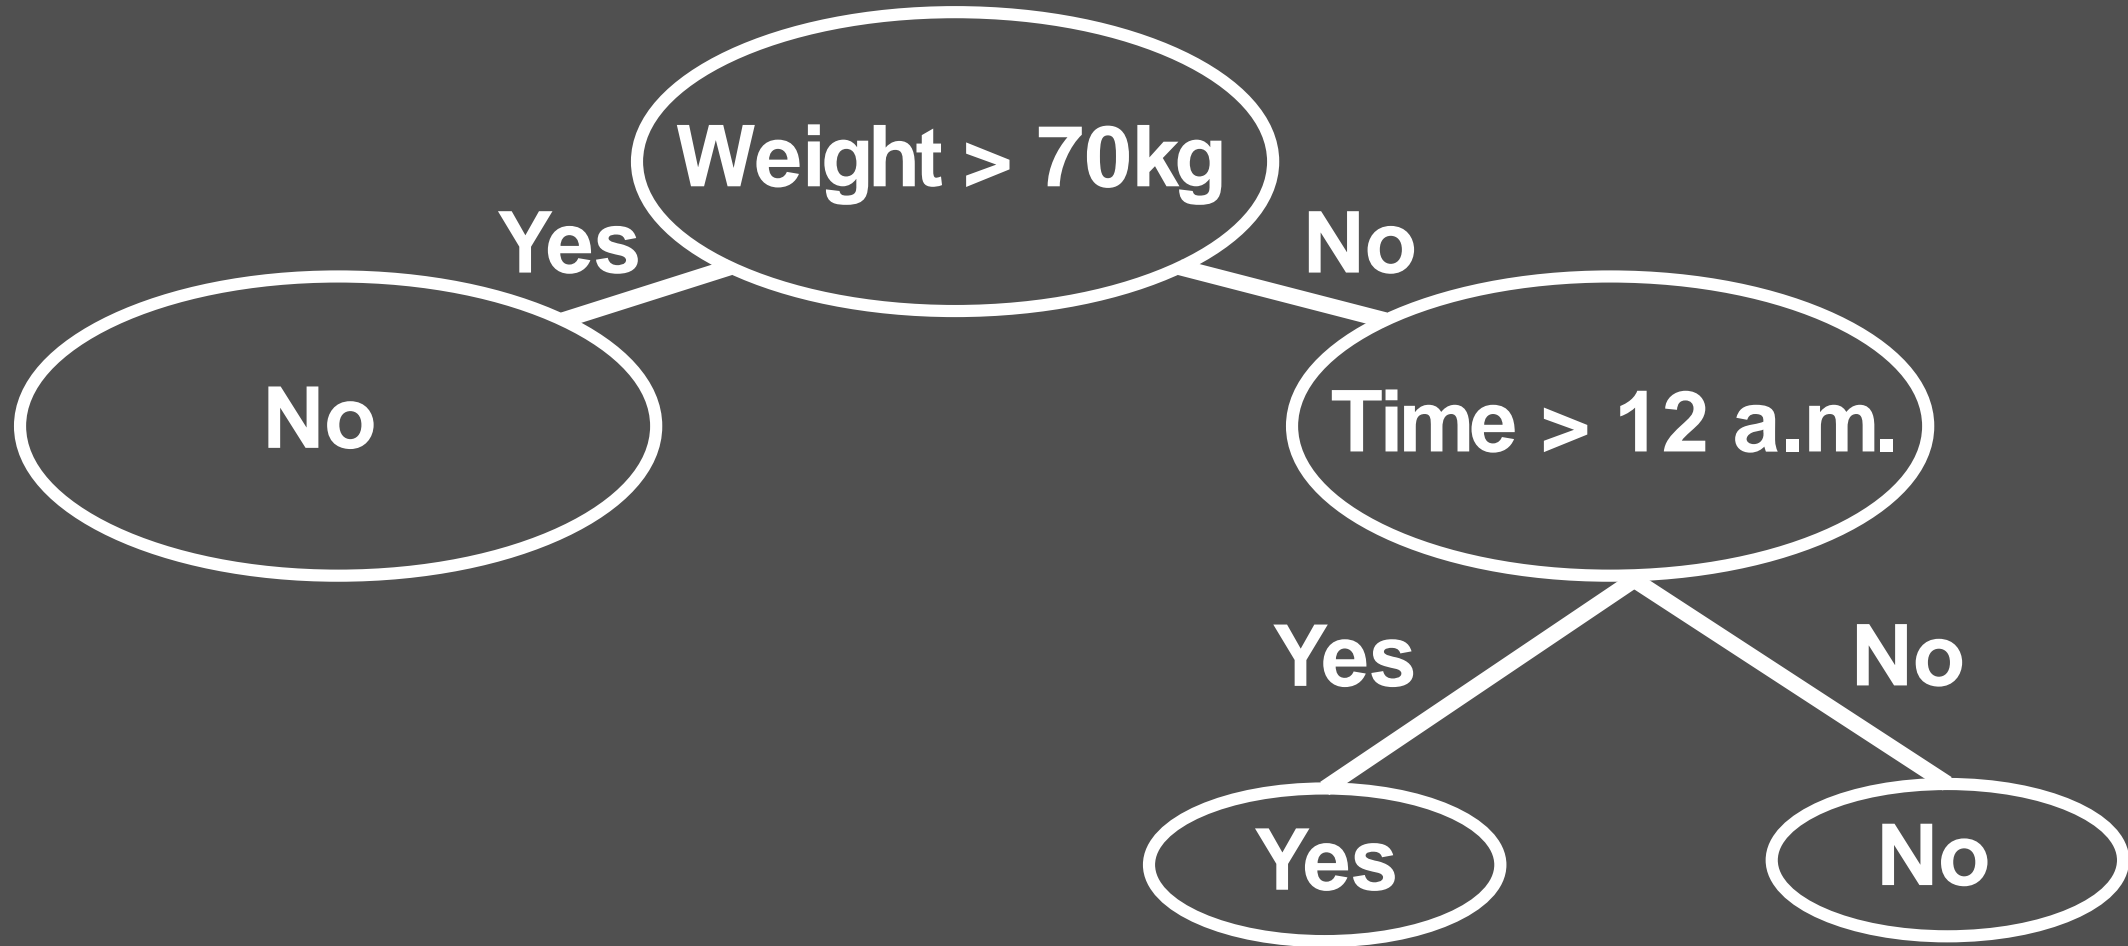 Weight > 70kg
Yes
No
No
Time > 12 a.m.
Yes
No
Yes
No